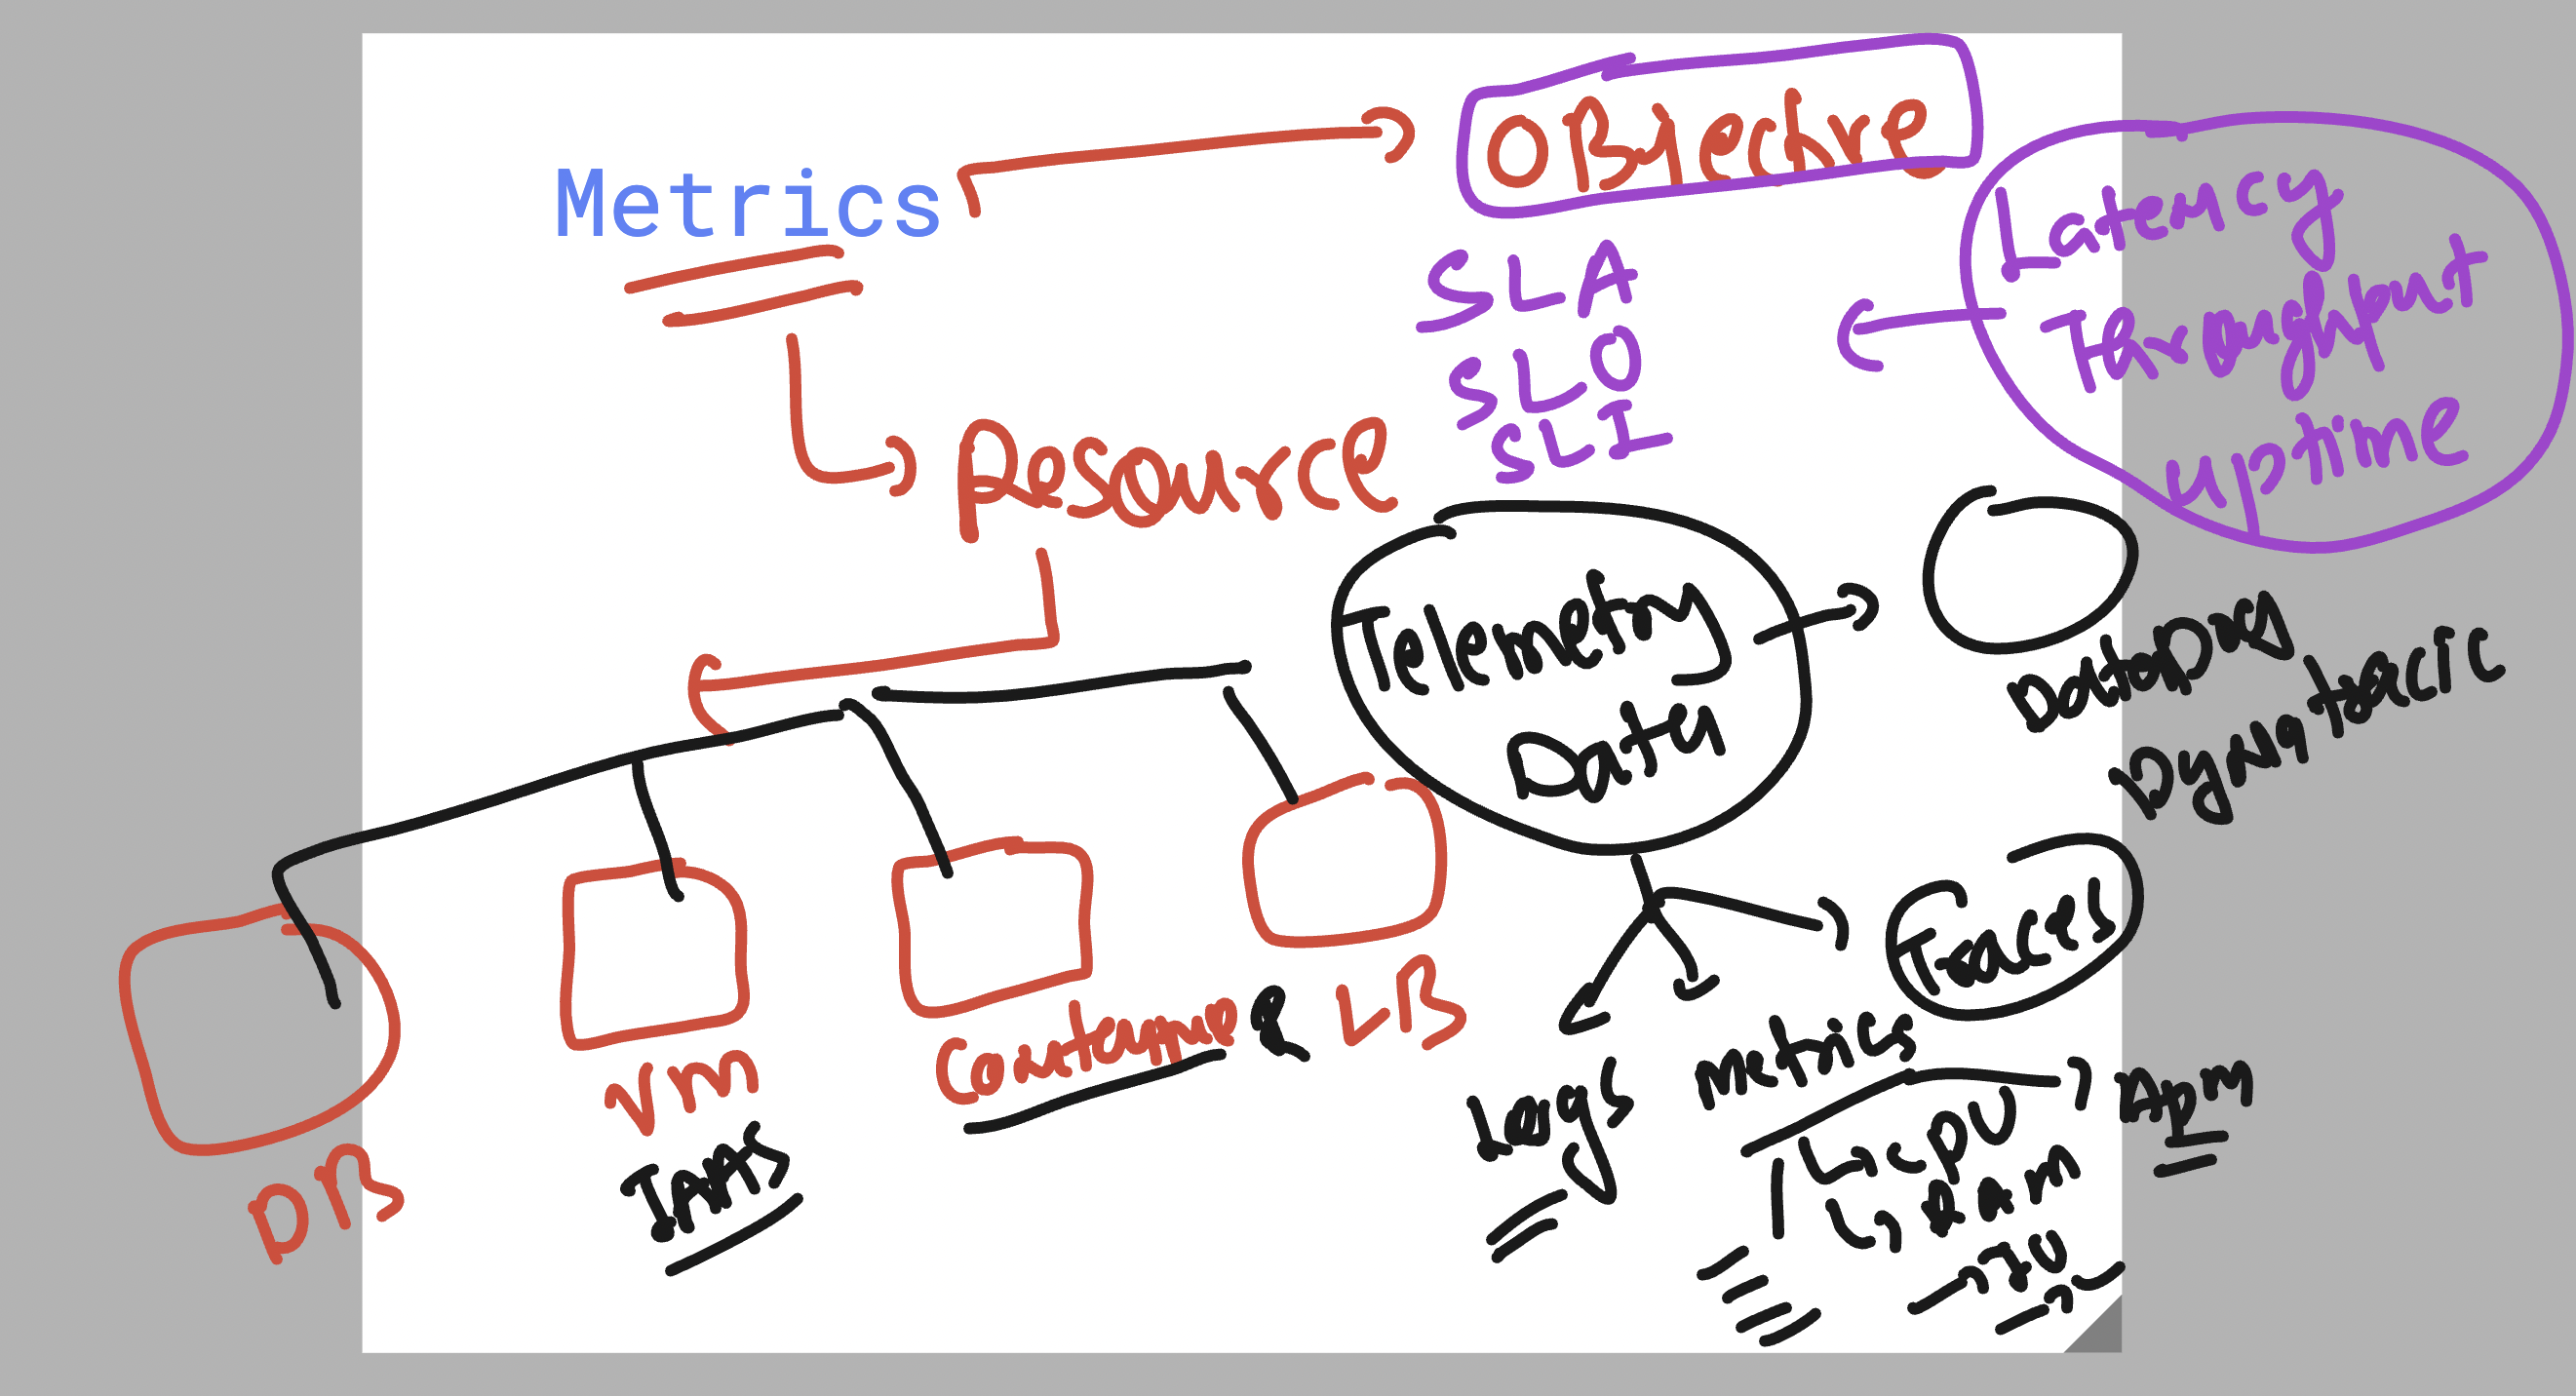 Metrics
OBjective
SLA
SLO
SLI
Latency
Throughput
uptime
Resource
Telemetry
Data
DataDog
Dynatracic
DB
Vm
IAAS
LB
Logs
Metrics
Traces
CPU
RAM
IO
Apm